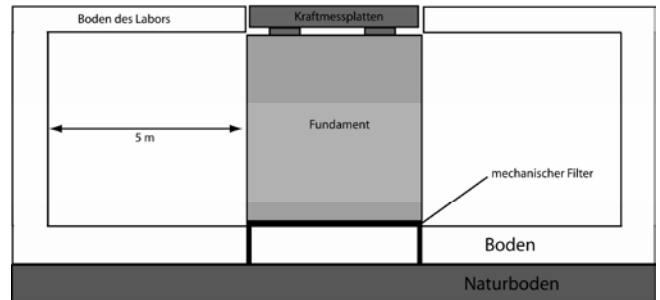 Boden des Labors
Kraftmessplatten
Fundament
5 m
mechanischer Filter
Boden
Naturboden